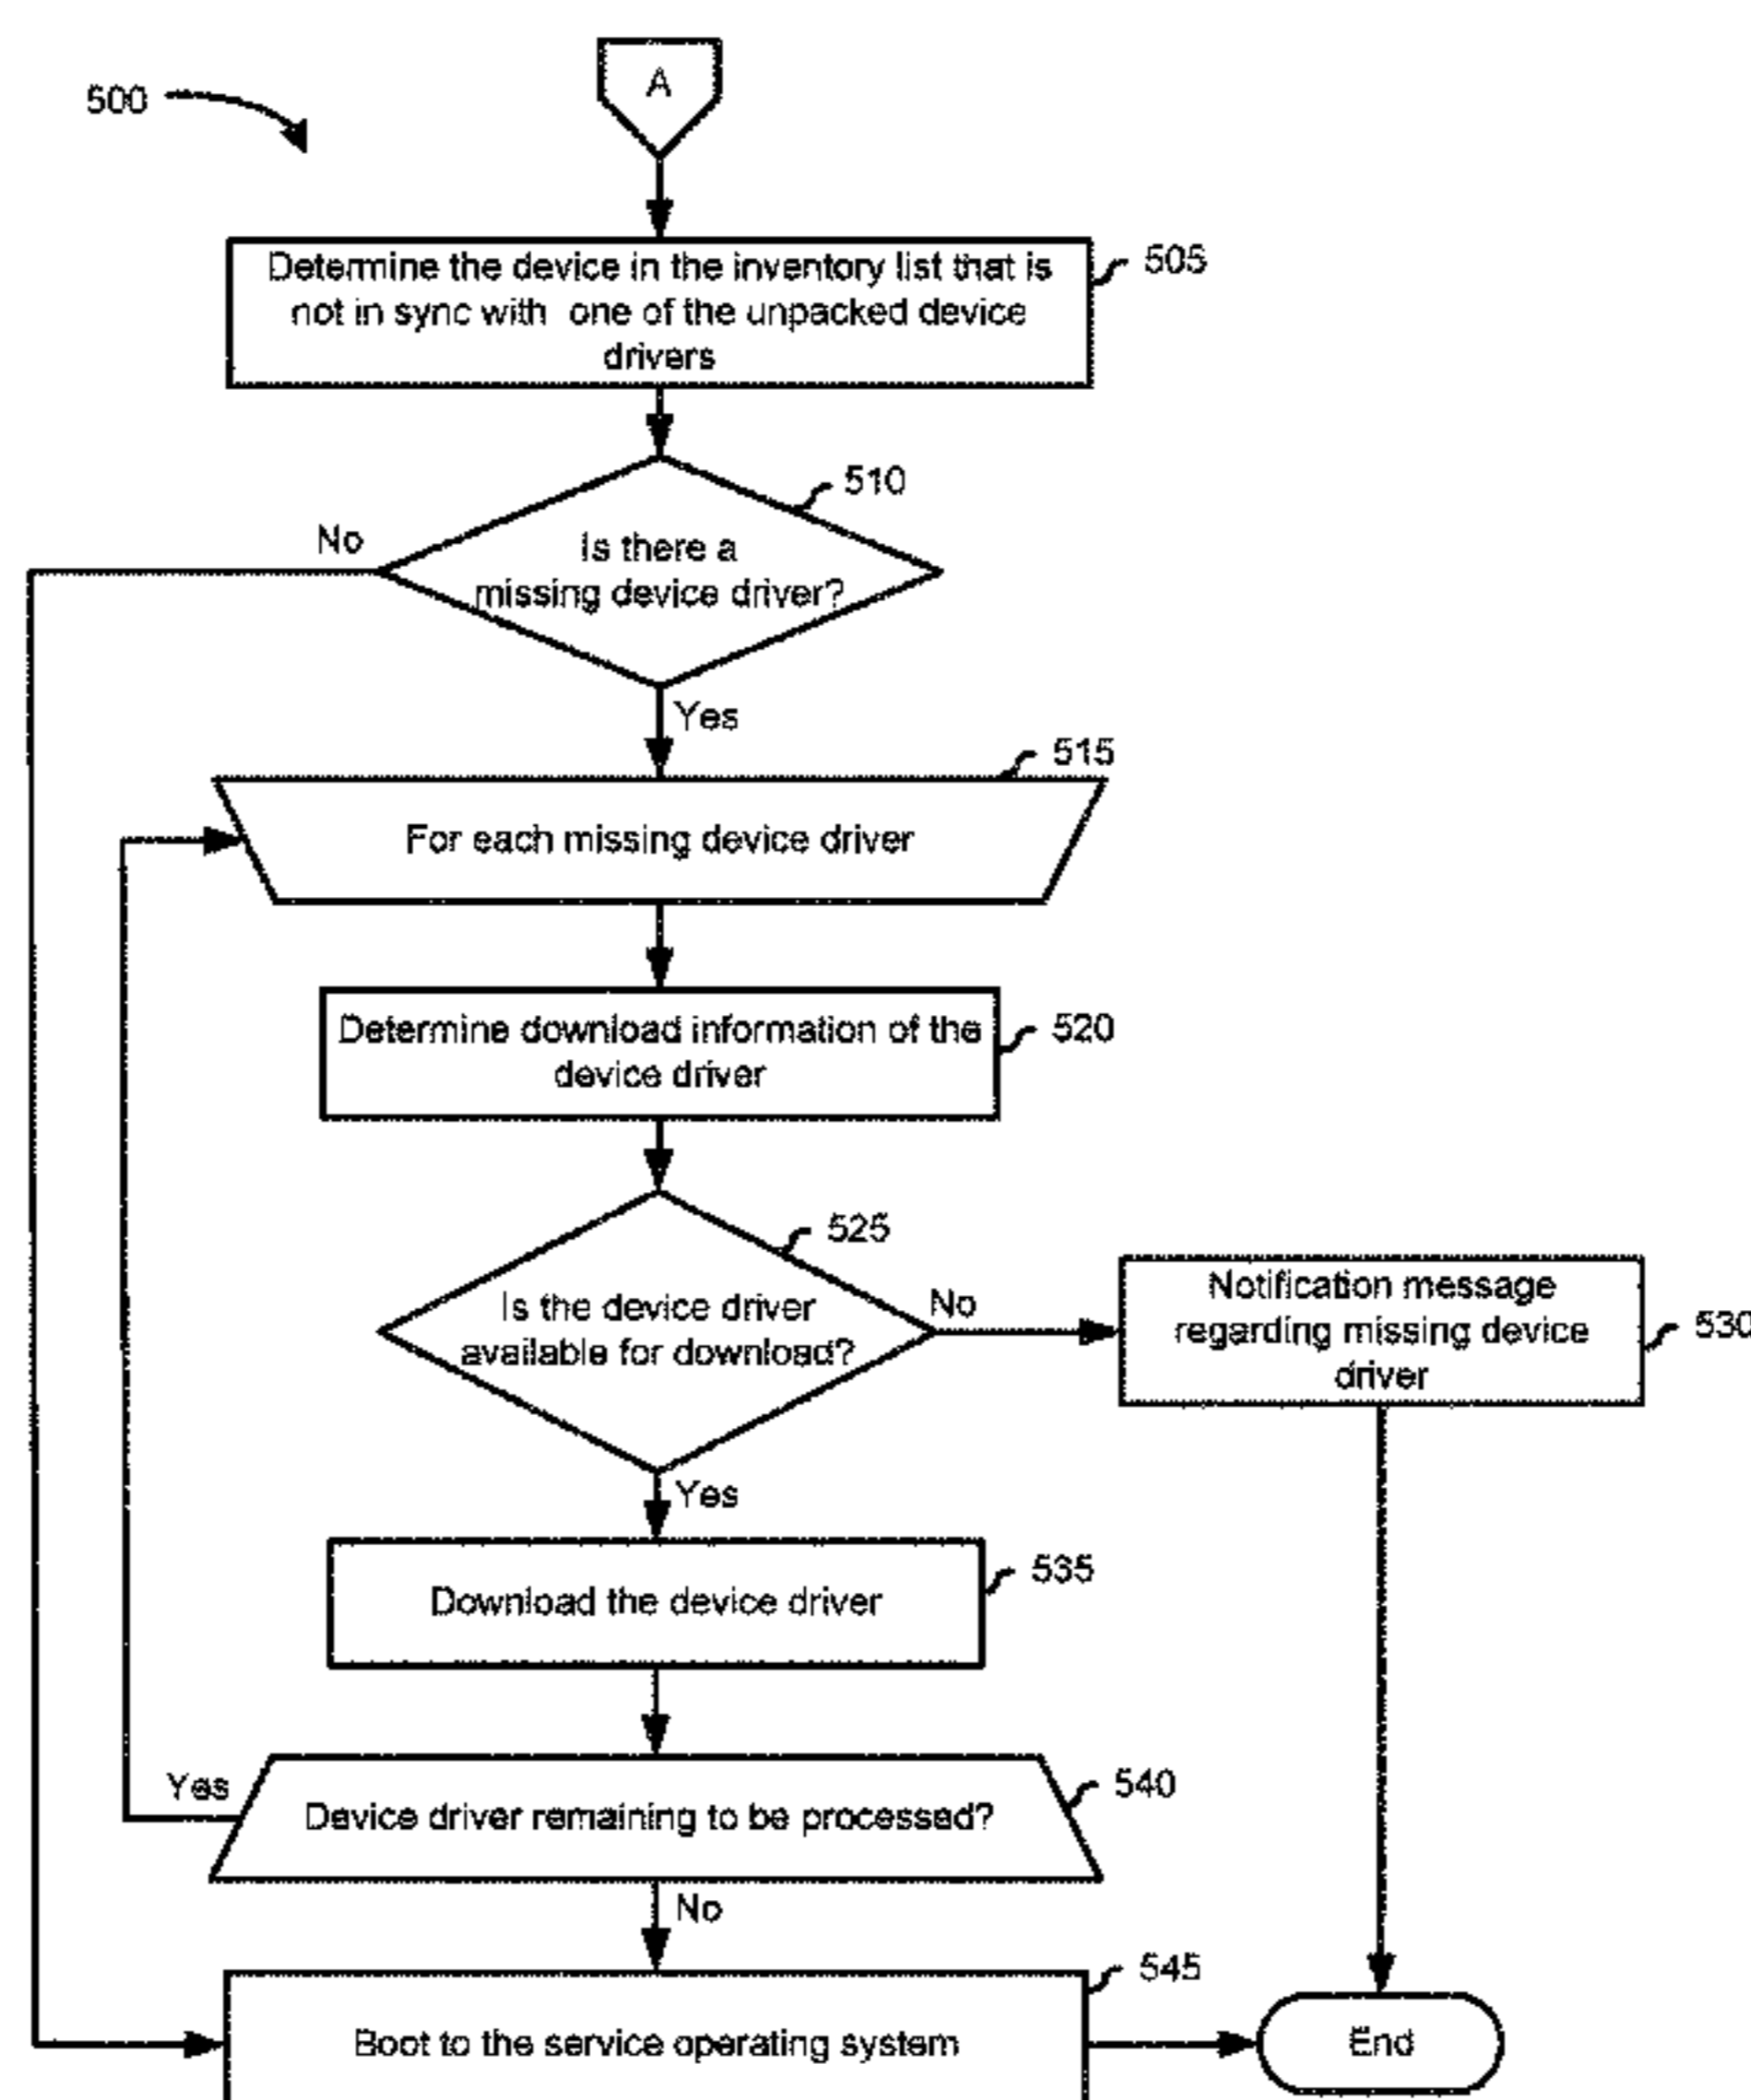 500
A
Determine the device in the inventory list that is
not in sync with one of the unpacked device
drivers
505
510
No
Is there a
missing device driver?
Yes
515
For each missing device driver
Determine download information of the
device driver
520
525
Is the device driver
available for download?
No
Notification message
regarding missing device
driver
530
Yes
Download the device driver
535
Yes
Device driver remaining to be processed?
540
No
545
Boot to the service operating system
End